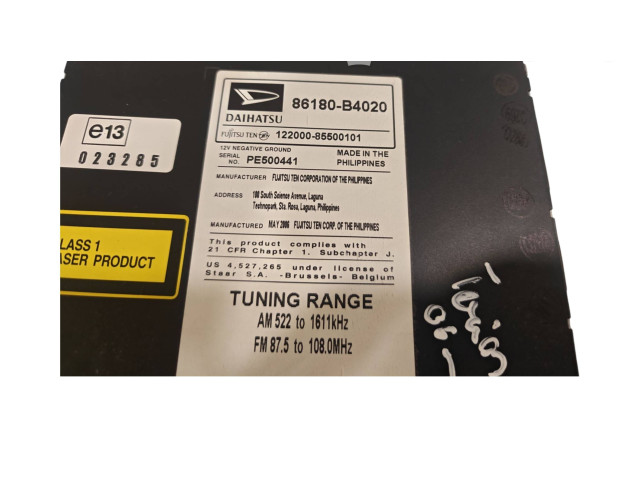 86180-B4020
DAIHATSU
FUJITSU TEN 122000-85500101
12V NEGATIVE GROUND
SERIAL NO. PE500441
MADE IN THE PHILIPPINES
MANUFACTURER FUJITSU TEN CORPORATION OF THE PHILIPPINES
ADDRESS 100 South Science Avenue, Laguna
Technopark, Sta. Rosa, Laguna, Philippines
MANUFACTURED MAY 2006 FUJITSU TEN CORP. OF THE PHILIPPINES
This product complies with
21 CFR Chapter 1. Subchapter J.
US 4,527,265 under license of
Staar S.A. -Brussels- Belgium
TUNING RANGE
AM 522 to 1611kHz
FM 87.5 to 108.0MHz
e13
023285
LASS 1
ASER PRODUCT
06-